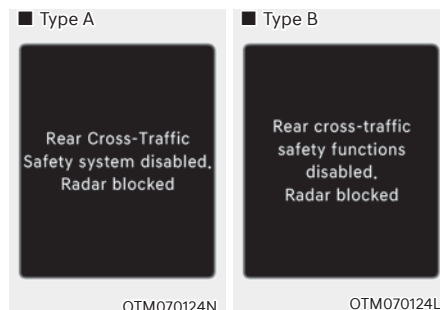 ■ Type A
Rear Cross-Traffic
Safety system disabled.
Radar blocked
OTM070124N
■ Type B
Rear cross-traffic
safety functions
disabled.
Radar blocked
OTM070124L